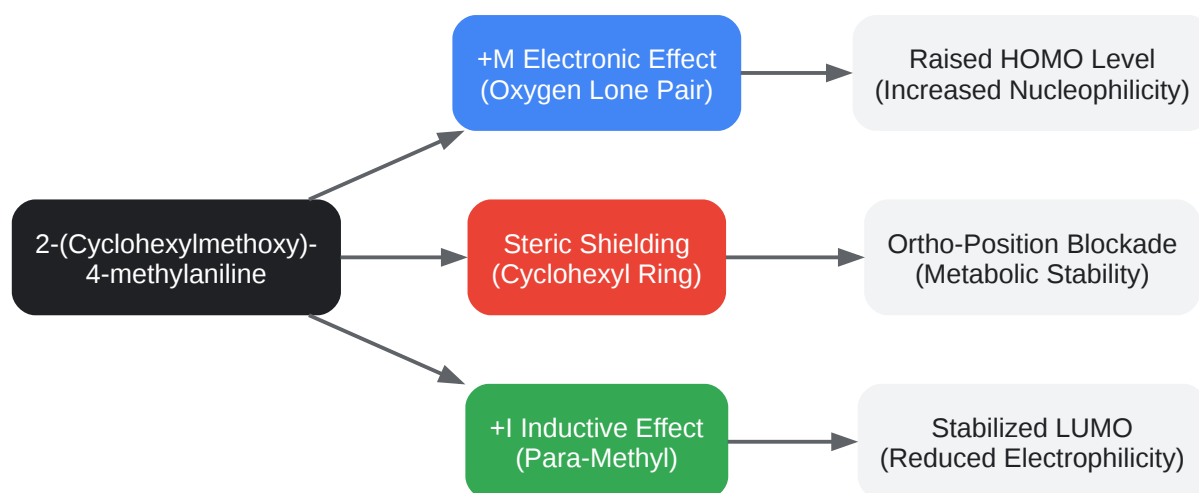 +M Electronic Effect
(Oxygen Lone Pair)
Raised HOMO Level
(Increased Nucleophilicity)
2-(Cyclohexylmethoxy)-
4-methylaniline
Steric Shielding
(Cyclohexyl Ring)
Ortho-Position Blockade
(Metabolic Stability)
+I Inductive Effect
(Para-Methyl)
Stabilized LUMO
(Reduced Electrophilicity)